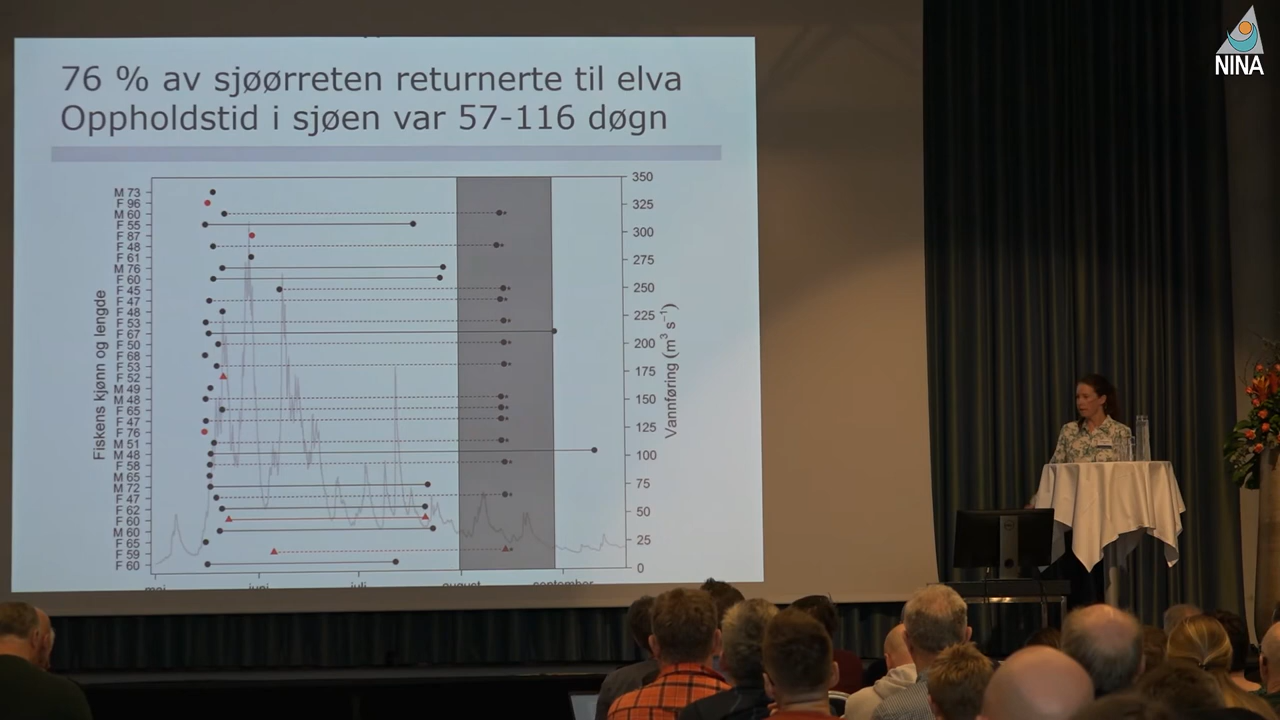 NINA
76 % av sjøørreten returnerte til elva
Oppholdstid i sjøen var 57-116 døgn
Fiskens kjønn og lengde
M 73
F 96
M 60
F 55
F 87
F 48
F 61
M 76
F 60
F 45
F 47
F 48
F 53
F 67
F 50
F 68
F 53
F 52
M 49
M 48
F 65
F 47
F 76
M 51
M 48
F 58
M 65
M 72
F 47
F 62
F 60
M 60
F 65
F 59
F 60
350
325
300
275
250
225
200
175
150
125
100
75
50
25
0
Vannføring (m³ s⁻¹)
mai juni juli august september